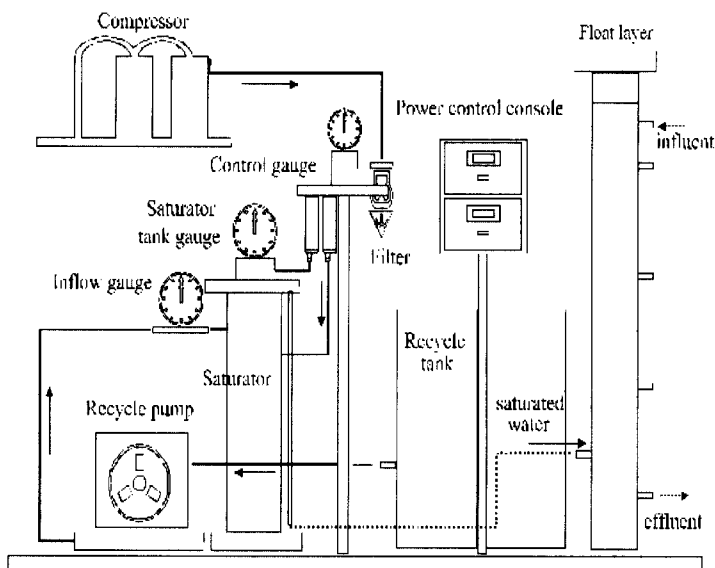 Compressor
Float layer
Power control console
influent
Control gauge
Saturator
tank gauge
Filter
Inflow gauge
Recycle
tank
Saturator
saturated
water
Recycle pump
E
effluent